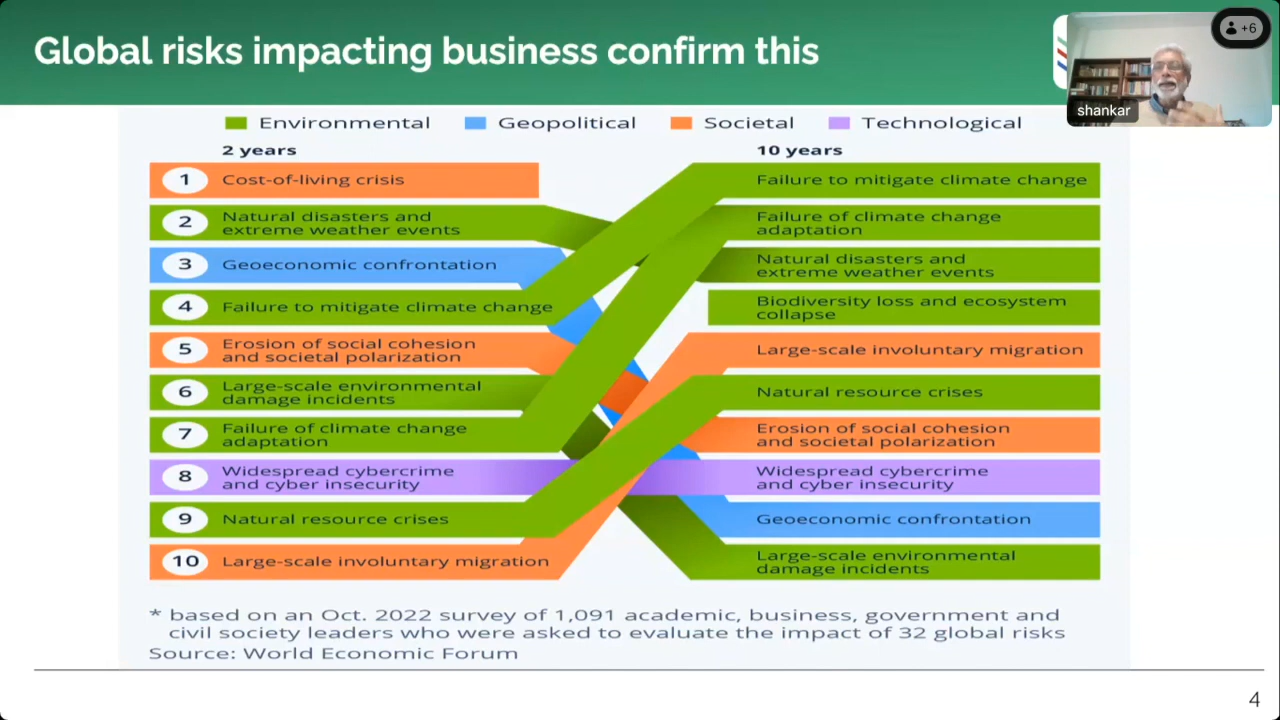 Global risks impacting business confirm this
+6
shankar
Environmental Geopolitical Societal Technological
2 years
10 years
1 Cost-of-living crisis
2 Natural disasters and
extreme weather events
3 Geoeconomic confrontation
4 Failure to mitigate climate change
5 Erosion of social cohesion
and societal polarization
6 Large-scale environmental
damage incidents
7 Failure of climate change
adaptation
8 Widespread cybercrime
and cyber insecurity
9 Natural resource crises
10 Large-scale involuntary migration
Failure to mitigate climate change
Failure of climate change
adaptation
Natural disasters and
extreme weather events
Biodiversity loss and ecosystem
collapse
Large-scale involuntary migration
Natural resource crises
Erosion of social cohesion
and societal polarization
Widespread cybercrime
and cyber insecurity
Geoeconomic confrontation
Large-scale environmental
damage incidents
* based on an Oct. 2022 survey of 1,091 academic, business, government and
civil society leaders who were asked to evaluate the impact of 32 global risks
Source: World Economic Forum
4